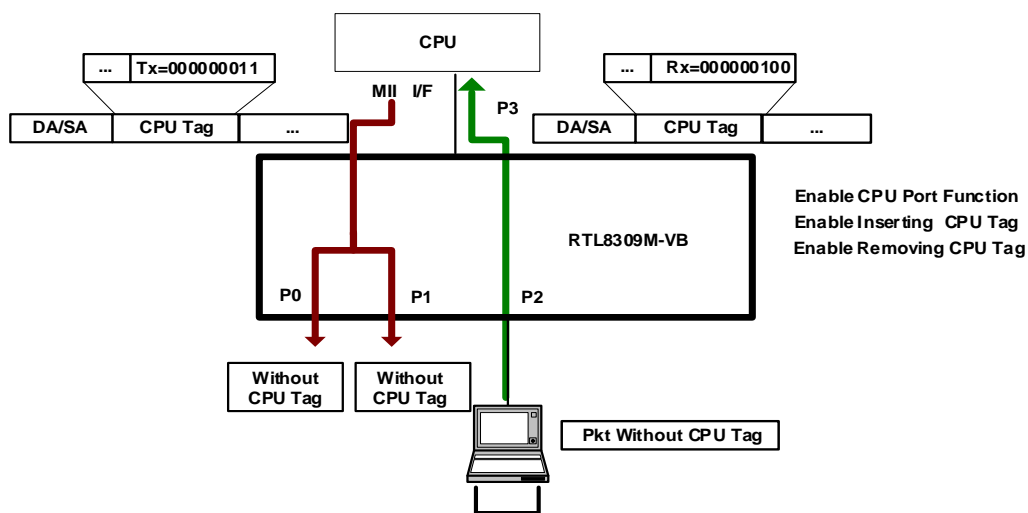 CPU
... Tx=000000011
... Rx=000000100
MII I/F
P3
DA/SA CPU Tag ...
DA/SA CPU Tag ...
Enable CPU Port Function
Enable Inserting CPU Tag
Enable Removing CPU Tag
RTL8309M-VB
P0
P1
P2
Without
CPU Tag
Without
CPU Tag
Pkt Without CPU Tag